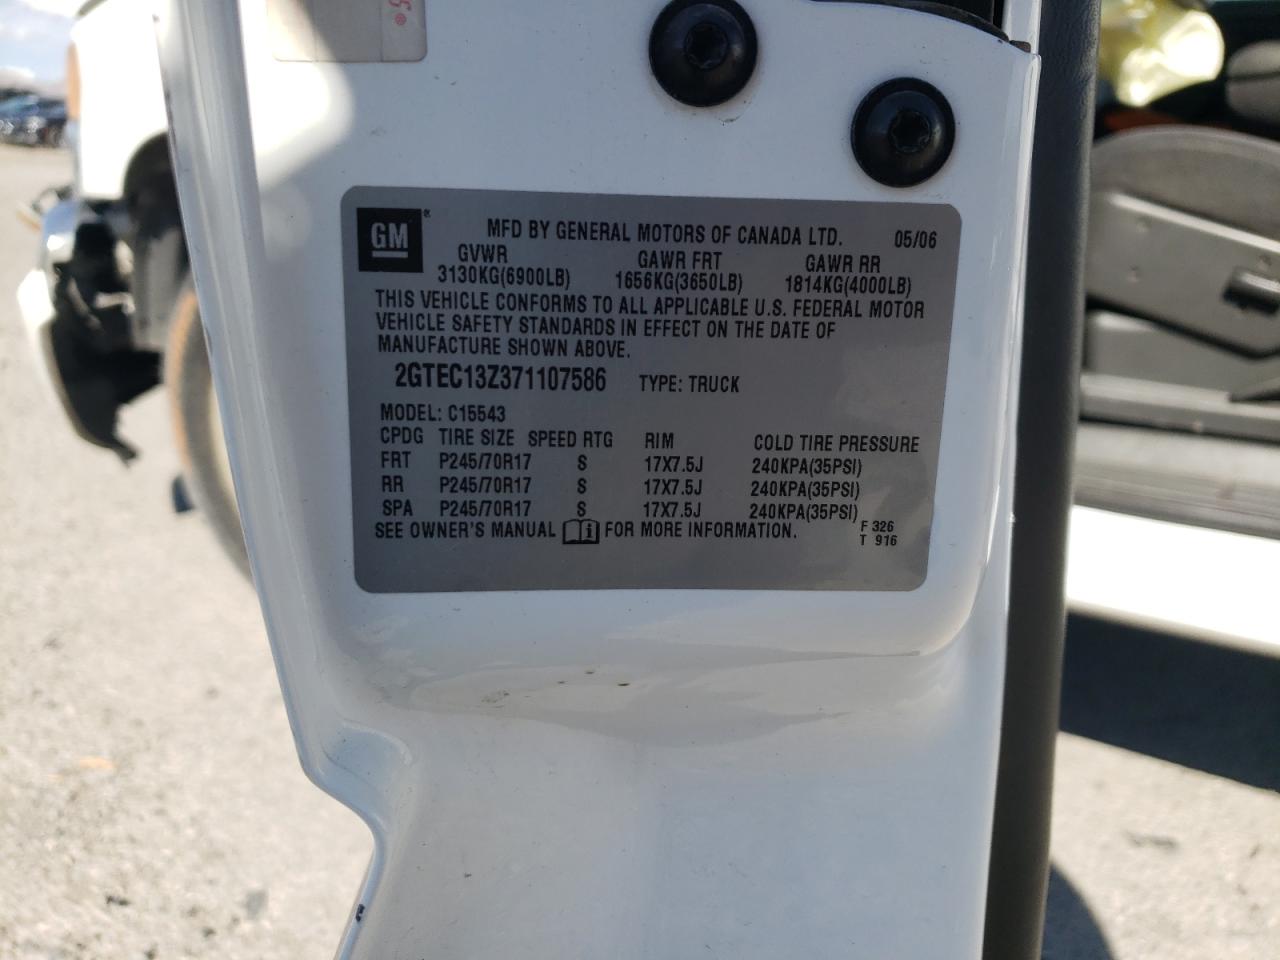 5
GM® MFD BY GENERAL MOTORS OF CANADA LTD. 05/06
GVWR GAWR FRT GAWR RR
3130KG(6900LB) 1656KG(3650LB) 1814KG(4000LB)
THIS VEHICLE CONFORMS TO ALL APPLICABLE U.S. FEDERAL MOTOR
VEHICLE SAFETY STANDARDS IN EFFECT ON THE DATE OF
MANUFACTURE SHOWN ABOVE.
2GTEC13Z371107586 TYPE: TRUCK
MODEL: C15543
CPDG TIRE SIZE SPEED RTG RIM COLD TIRE PRESSURE
FRT P245/70R17 S 17X7.5J 240KPA(35PSI)
RR P245/70R17 S 17X7.5J 240KPA(35PSI)
SPA P245/70R17 S 17X7.5J 240KPA(35PSI)
SEE OWNER'S MANUAL FOR MORE INFORMATION.
F 326
T 916